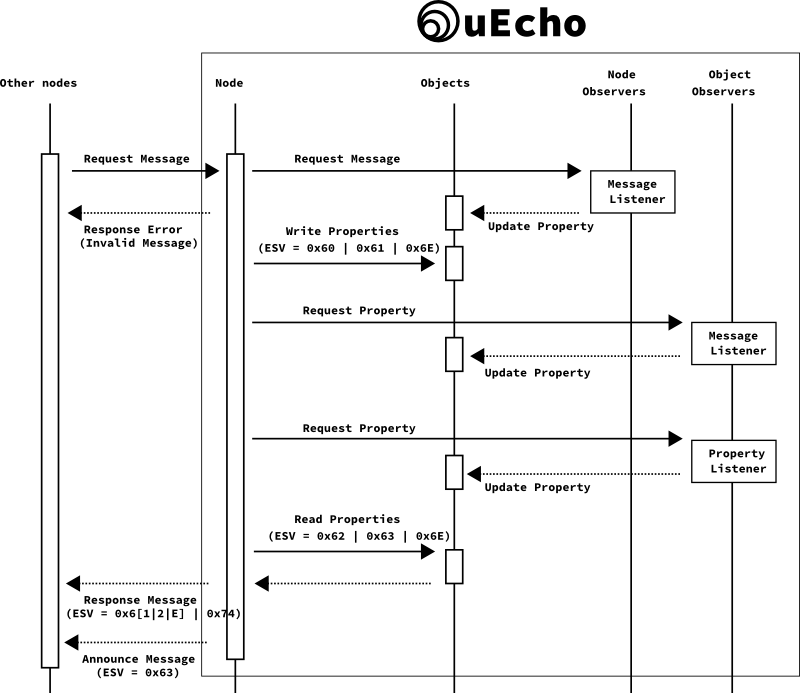 uEcho
Other nodes
Node
Objects
Node
Observers
Object
Observers
Request Message
Request Message
Message
Listener
Response Error
(Invalid Message)
Update Property
Write Properties
(ESV = 0x60 | 0x61 | 0x6E)
Request Property
Message
Listener
Update Property
Request Property
Property
Listener
Update Property
Read Properties
(ESV = 0x62 | 0x63 | 0x6E)
Response Message
(ESV = 0x6[1|2|E] | 0x74)
Announce Message
(ESV = 0x63)